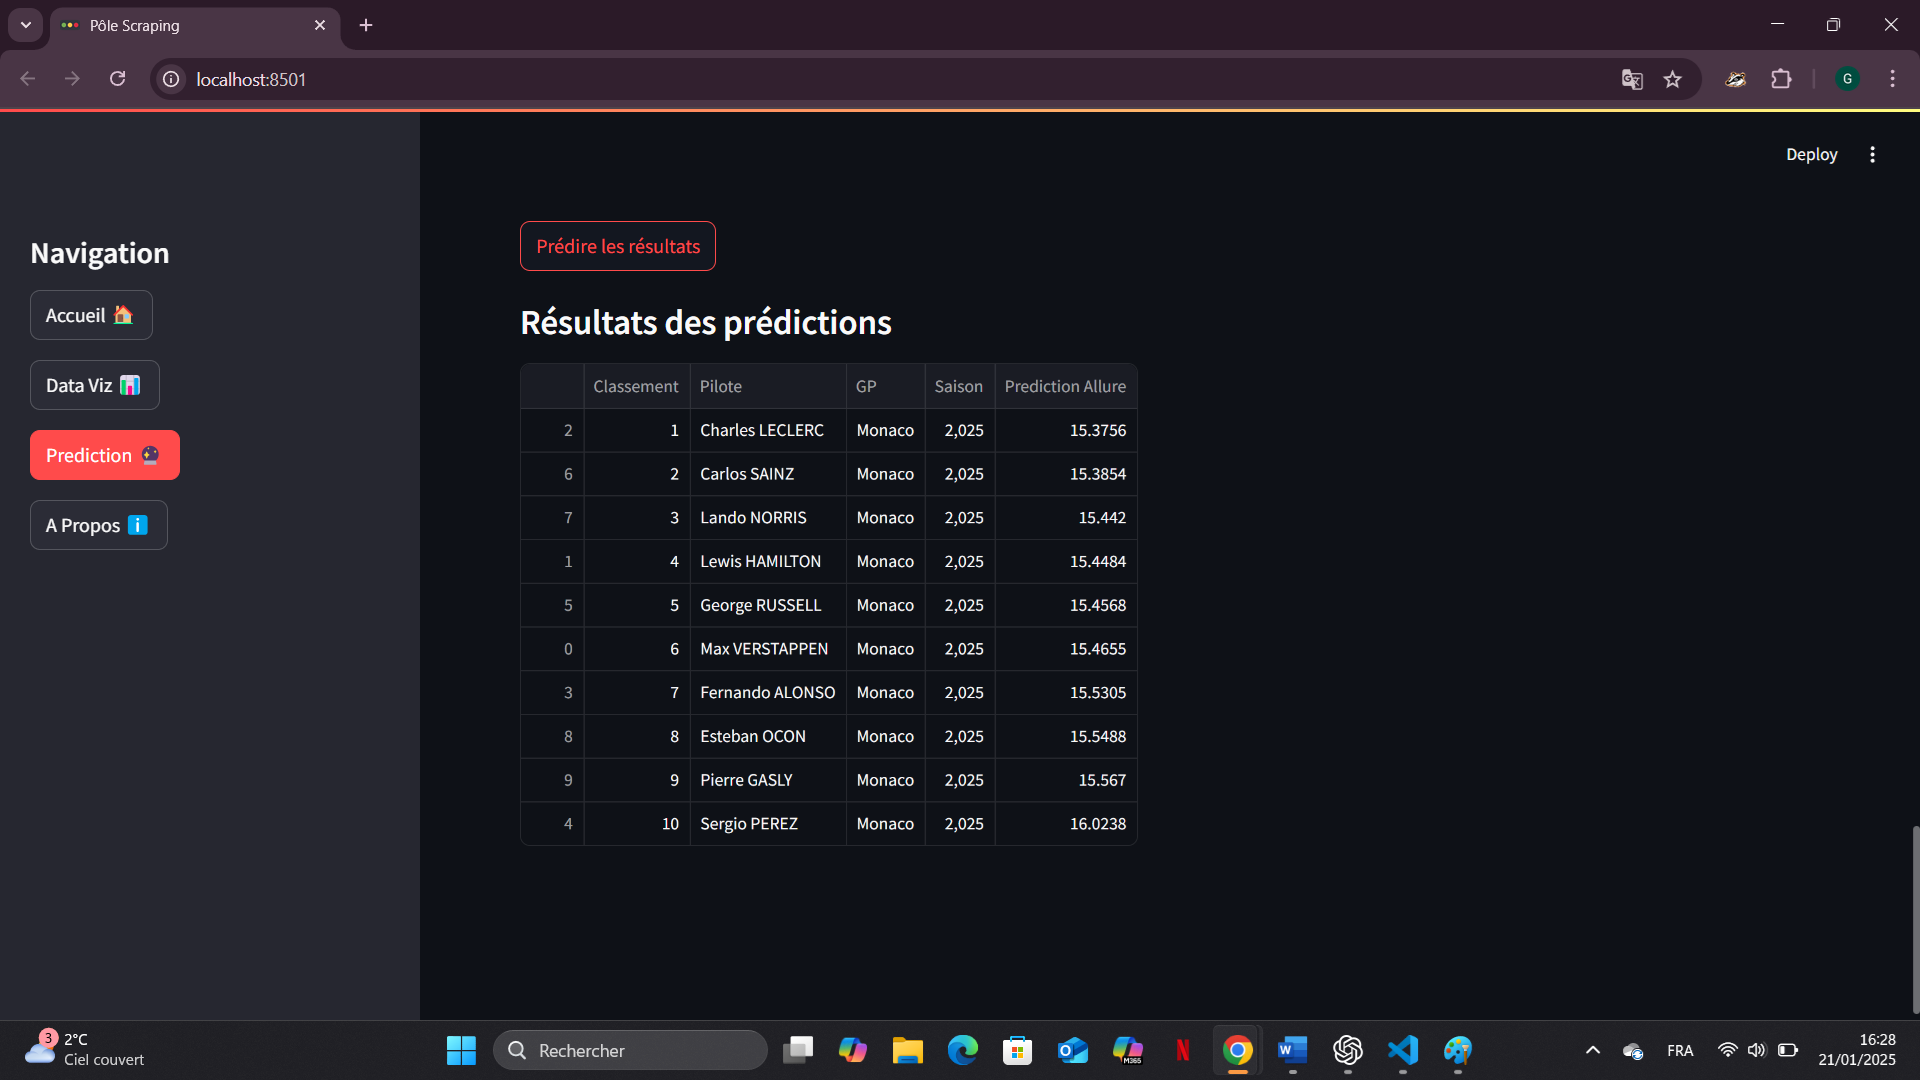 Pôle Scraping
localhost:8501
G
Deploy
Navigation
Accueil
Data Viz
Prediction
A Propos
Prédire les résultats
Résultats des prédictions
Classement Pilote GP Saison Prediction Allure
2 1 Charles LECLERC Monaco 2,025 15.3756
6 2 Carlos SAINZ Monaco 2,025 15.3854
7 3 Lando NORRIS Monaco 2,025 15.442
1 4 Lewis HAMILTON Monaco 2,025 15.4484
5 5 George RUSSELL Monaco 2,025 15.4568
0 6 Max VERSTAPPEN Monaco 2,025 15.4655
3 7 Fernando ALONSO Monaco 2,025 15.5305
8 8 Esteban OCON Monaco 2,025 15.5488
9 9 Pierre GASLY Monaco 2,025 15.567
4 10 Sergio PEREZ Monaco 2,025 16.0238
3
2°C
Ciel couvert
Rechercher
M365
FRA
16:28
21/01/2025